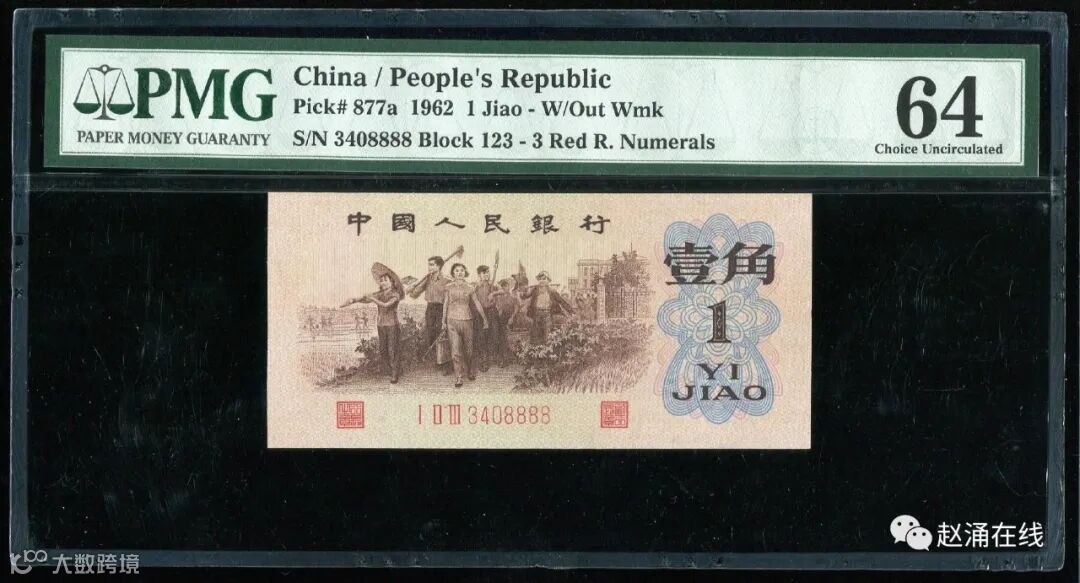 PMG
PAPER MONEY GUARANTY
China / People's Republic
Pick# 877a 1962 1 Jiao - W/Out Wmk
S/N 3408888 Block 123 - 3 Red R. Numerals
64
Choice Uncirculated
中國人民銀行
壹角
1
YI
JIAO
I II III 3408888
赵涌在线
大数跨境